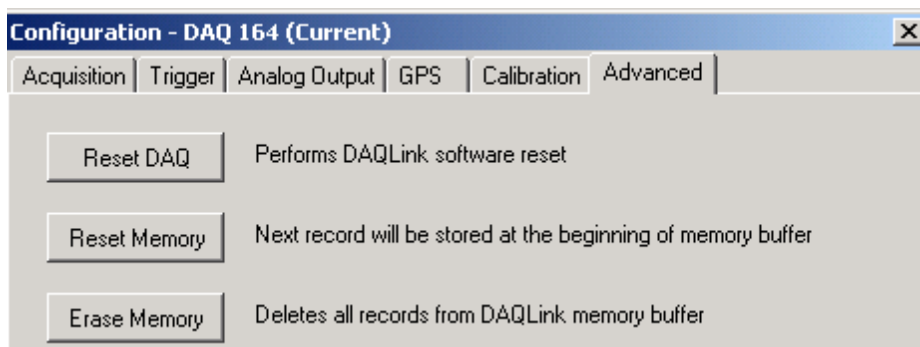 Configuration - DAQ 164 (Current)
Acquisition Trigger Analog Output GPS Calibration Advanced
Reset DAQ Performs DAQLink software reset
Reset Memory Next record will be stored at the beginning of memory buffer
Erase Memory Deletes all records from DAQLink memory buffer